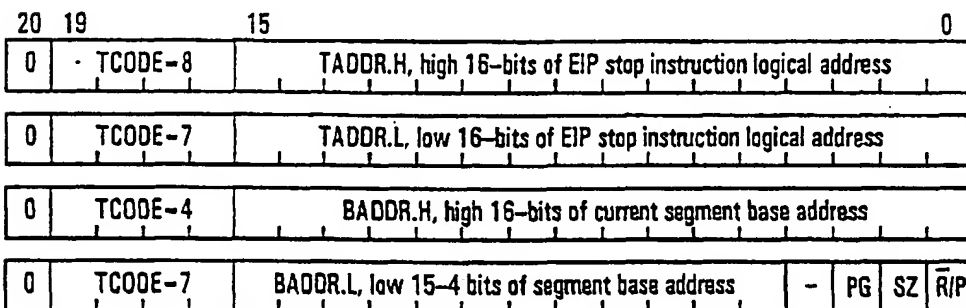 20 19 15 0
0 TCODE-8 TADDR.H, high 16-bits of EIP stop instruction logical address
0 TCODE-7 TADDR.L, low 16-bits of EIP stop instruction logical address
0 TCODE-4 BADDR.H, high 16-bits of current segment base address
0 TCODE-7 BADDR.L, low 15-4 bits of segment base address - PG SZ R̅/P